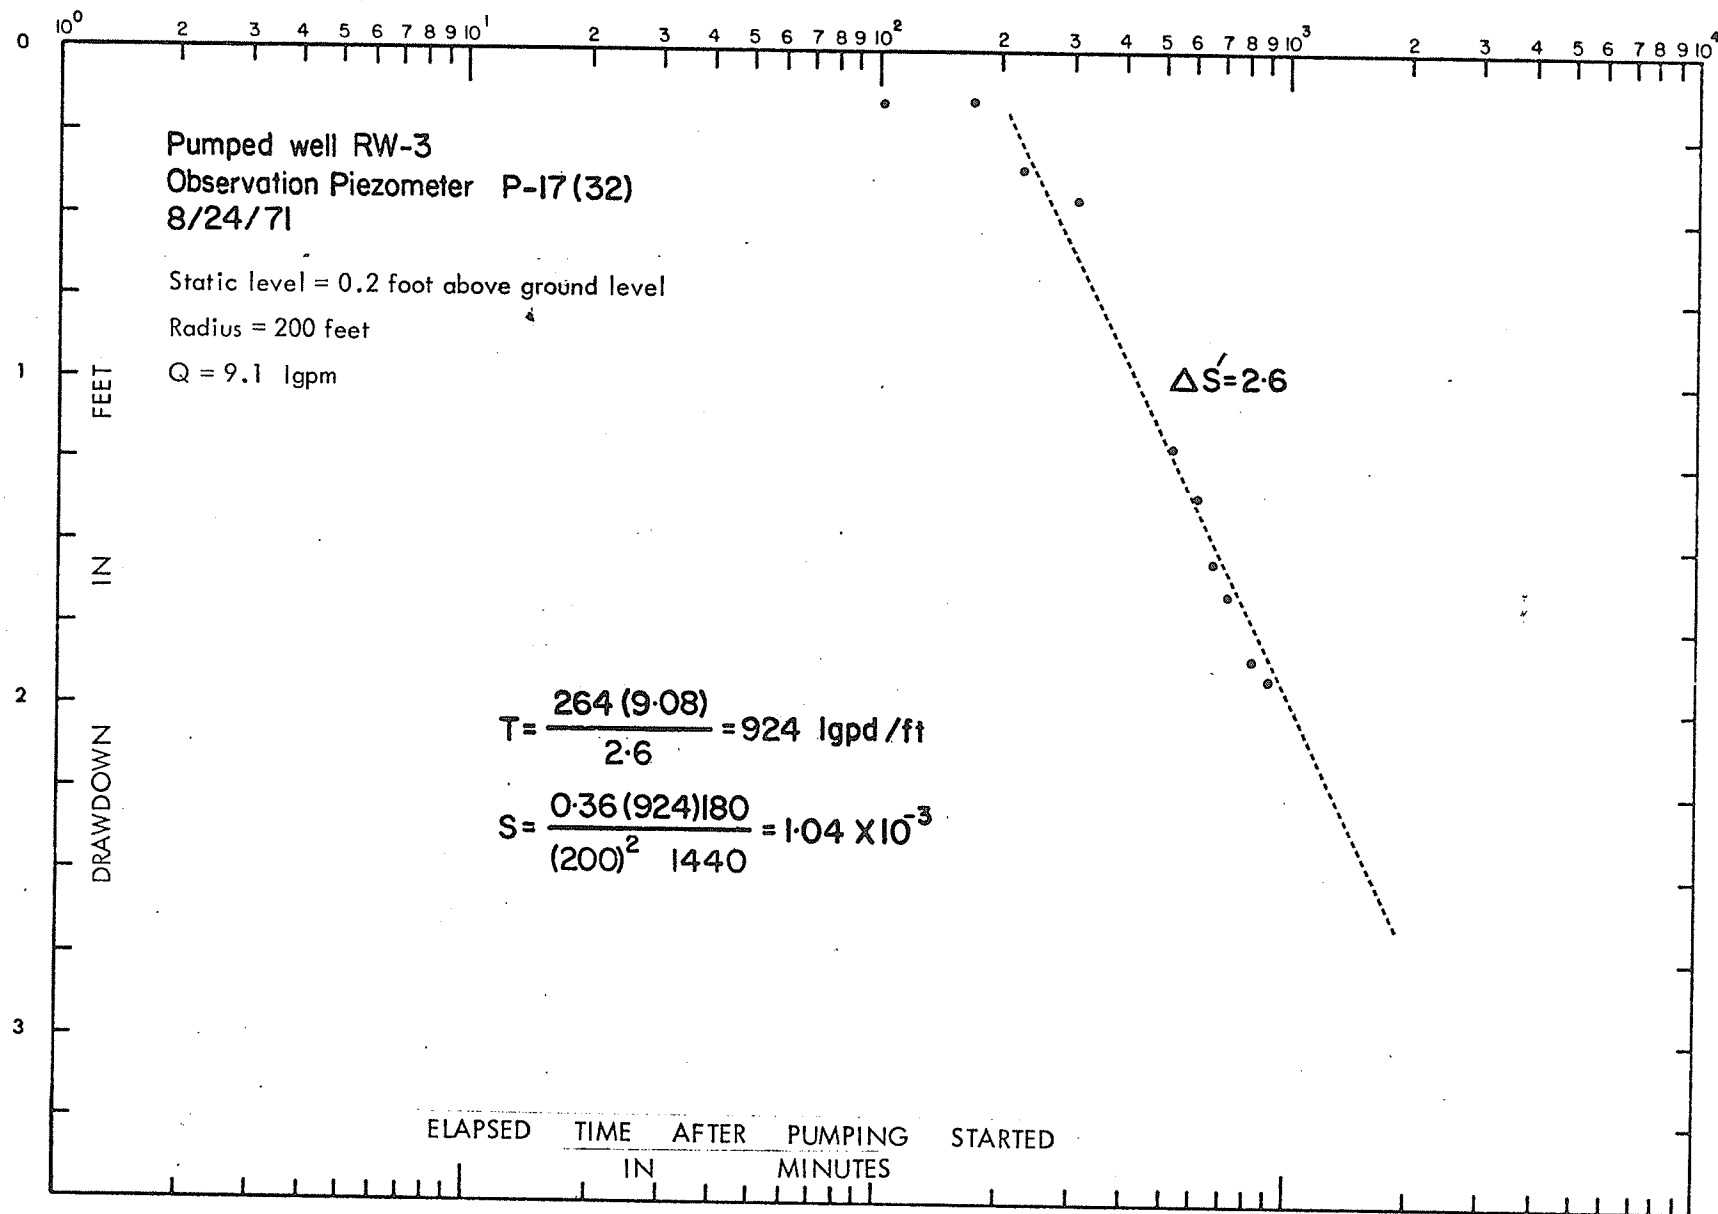 10⁰ 2 3 4 5 6 7 8 9 10¹ 2 3 4 5 6 7 8 9 10² 2 3 4 5 6 7 8 9 10³ 2 3 4 5 6 7 8 9 10⁴
0
Pumped well RW-3
Observation Piezometer P-17(32)
8/24/71
Static level = 0.2 foot above ground level
Radius = 200 feet
Q = 9.1 Igpm
1
ΔS′=2·6
2
T= 264 (9·08) / 2·6 = 924 Igpd/ft
S= 0·36(924)180 / (200)² 1440 = 1·04 X10⁻³
3
DRAWDOWN IN FEET
ELAPSED TIME AFTER PUMPING STARTED
IN MINUTES